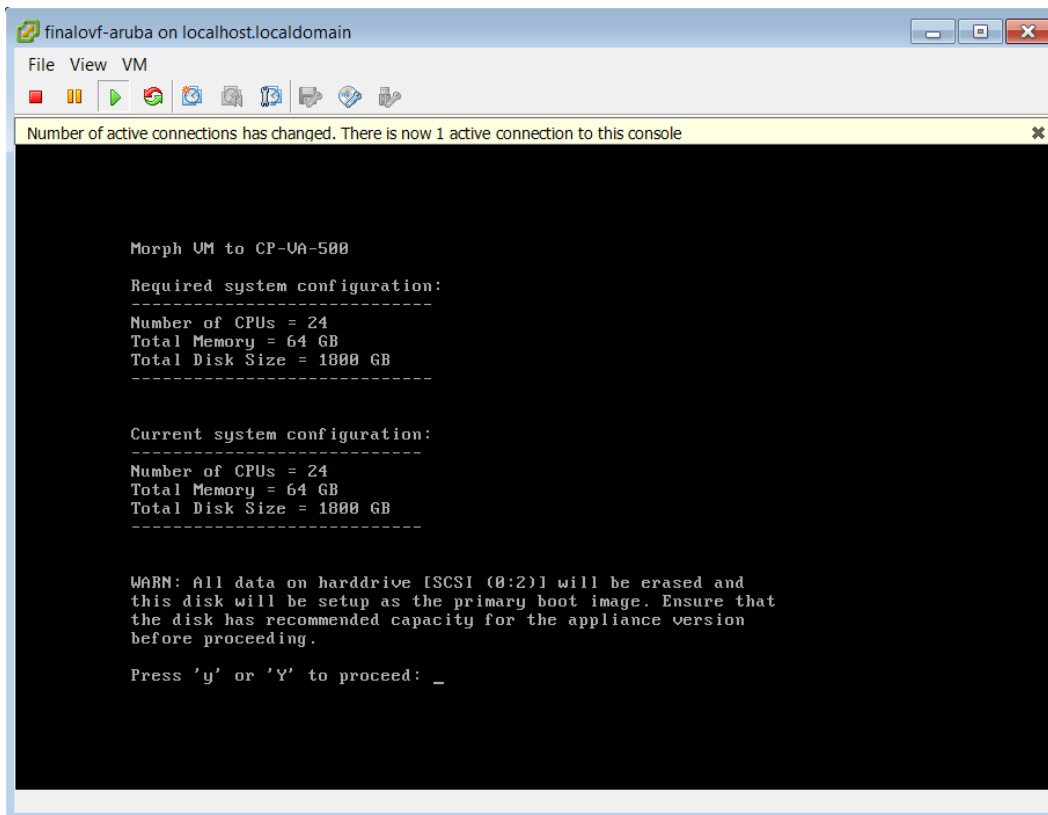 finalovf-aruba on localhost.localdomain
File View VM
Number of active connections has changed. There is now 1 active connection to this console
Morph VM to CP-VA-500
Required system configuration:
-----------------------------
Number of CPUs = 24
Total Memory = 64 GB
Total Disk Size = 1800 GB
-----------------------------
Current system configuration:
----------------------------
Number of CPUs = 24
Total Memory = 64 GB
Total Disk Size = 1800 GB
----------------------------
WARN: All data on harddrive [SCSI (0:2)] will be erased and
this disk will be setup as the primary boot image. Ensure that
the disk has recommended capacity for the appliance version
before proceeding.
Press 'y' or 'Y' to proceed: _